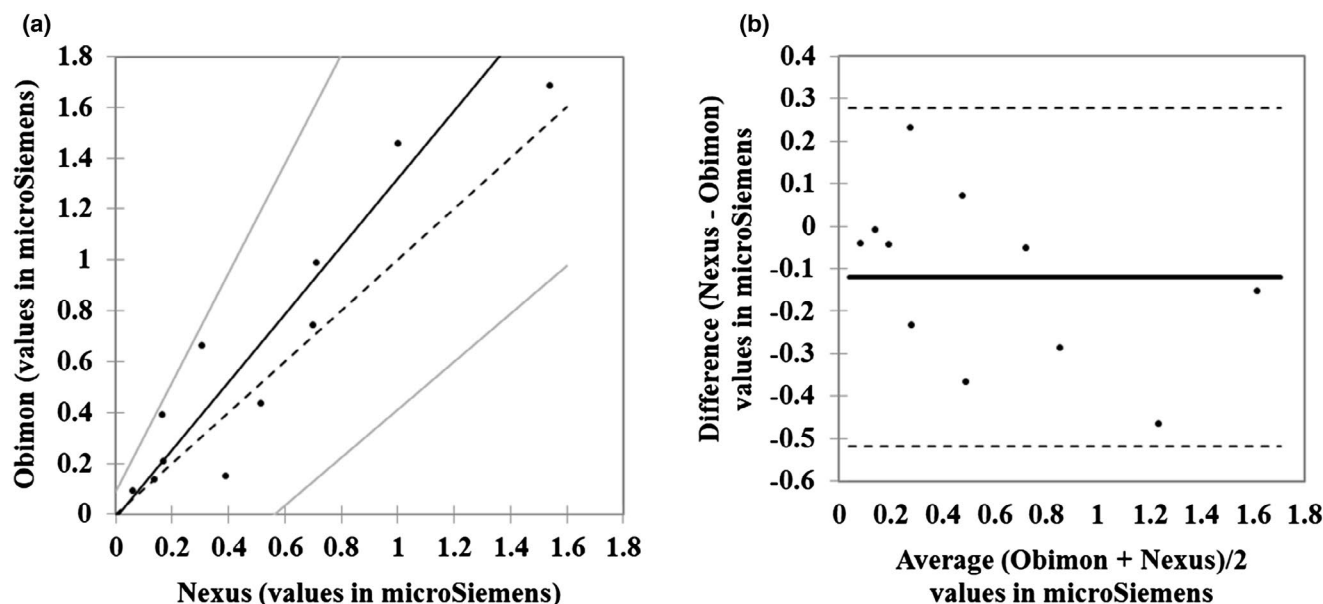 (a)
1.8
1.6
1.4
1.2
1
0.8
0.6
0.4
0.2
0
Obimon (values in microSiemens)
0 0.2 0.4 0.6 0.8 1 1.2 1.4 1.6 1.8
Nexus (values in microSiemens)
(b)
0.4
0.3
0.2
0.1
0
-0.1
-0.2
-0.3
-0.4
-0.5
-0.6
Difference (Nexus - Obimon)
values in microSiemens
0 0.2 0.4 0.6 0.8 1 1.2 1.4 1.6 1.8
Average (Obimon + Nexus)/2
values in microSiemens